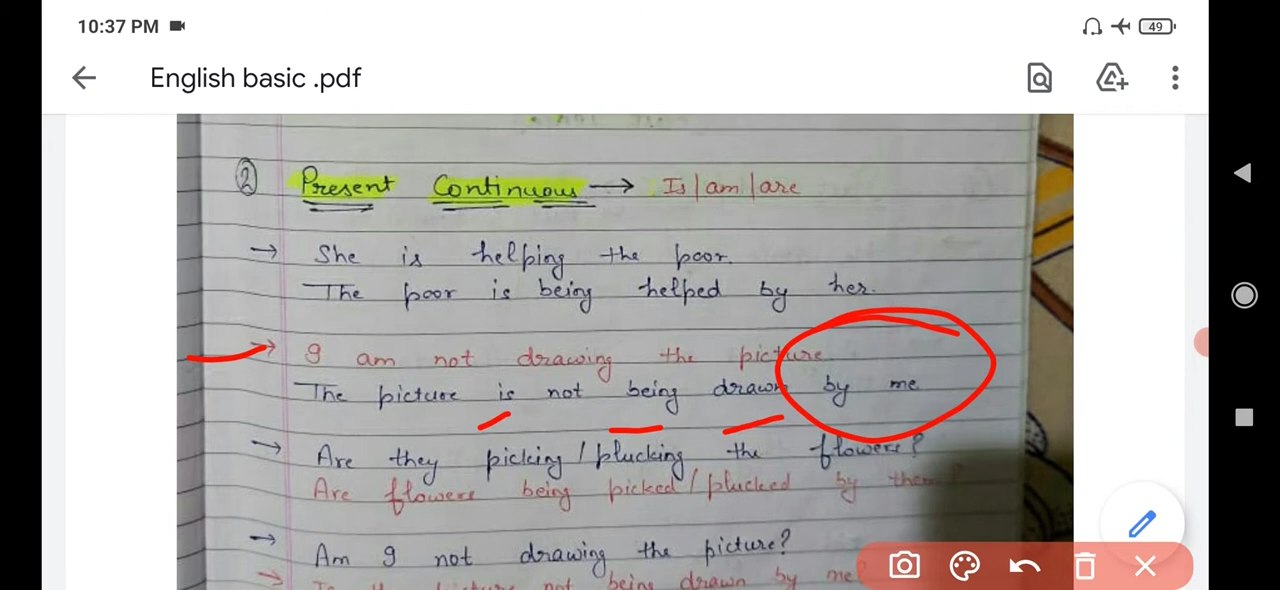 10:37 PM
49
English basic .pdf
② Present Continuous → Is|am|are
→ She is helping the poor.
The poor is being helped by her.
→ I am not drawing the picture.
The picture is not being drawn by me
→ Are they picking/plucking the flowers?
Are flowers being picked/plucked by them
→ Am I not drawing the picture?
→ not being drawn by me?